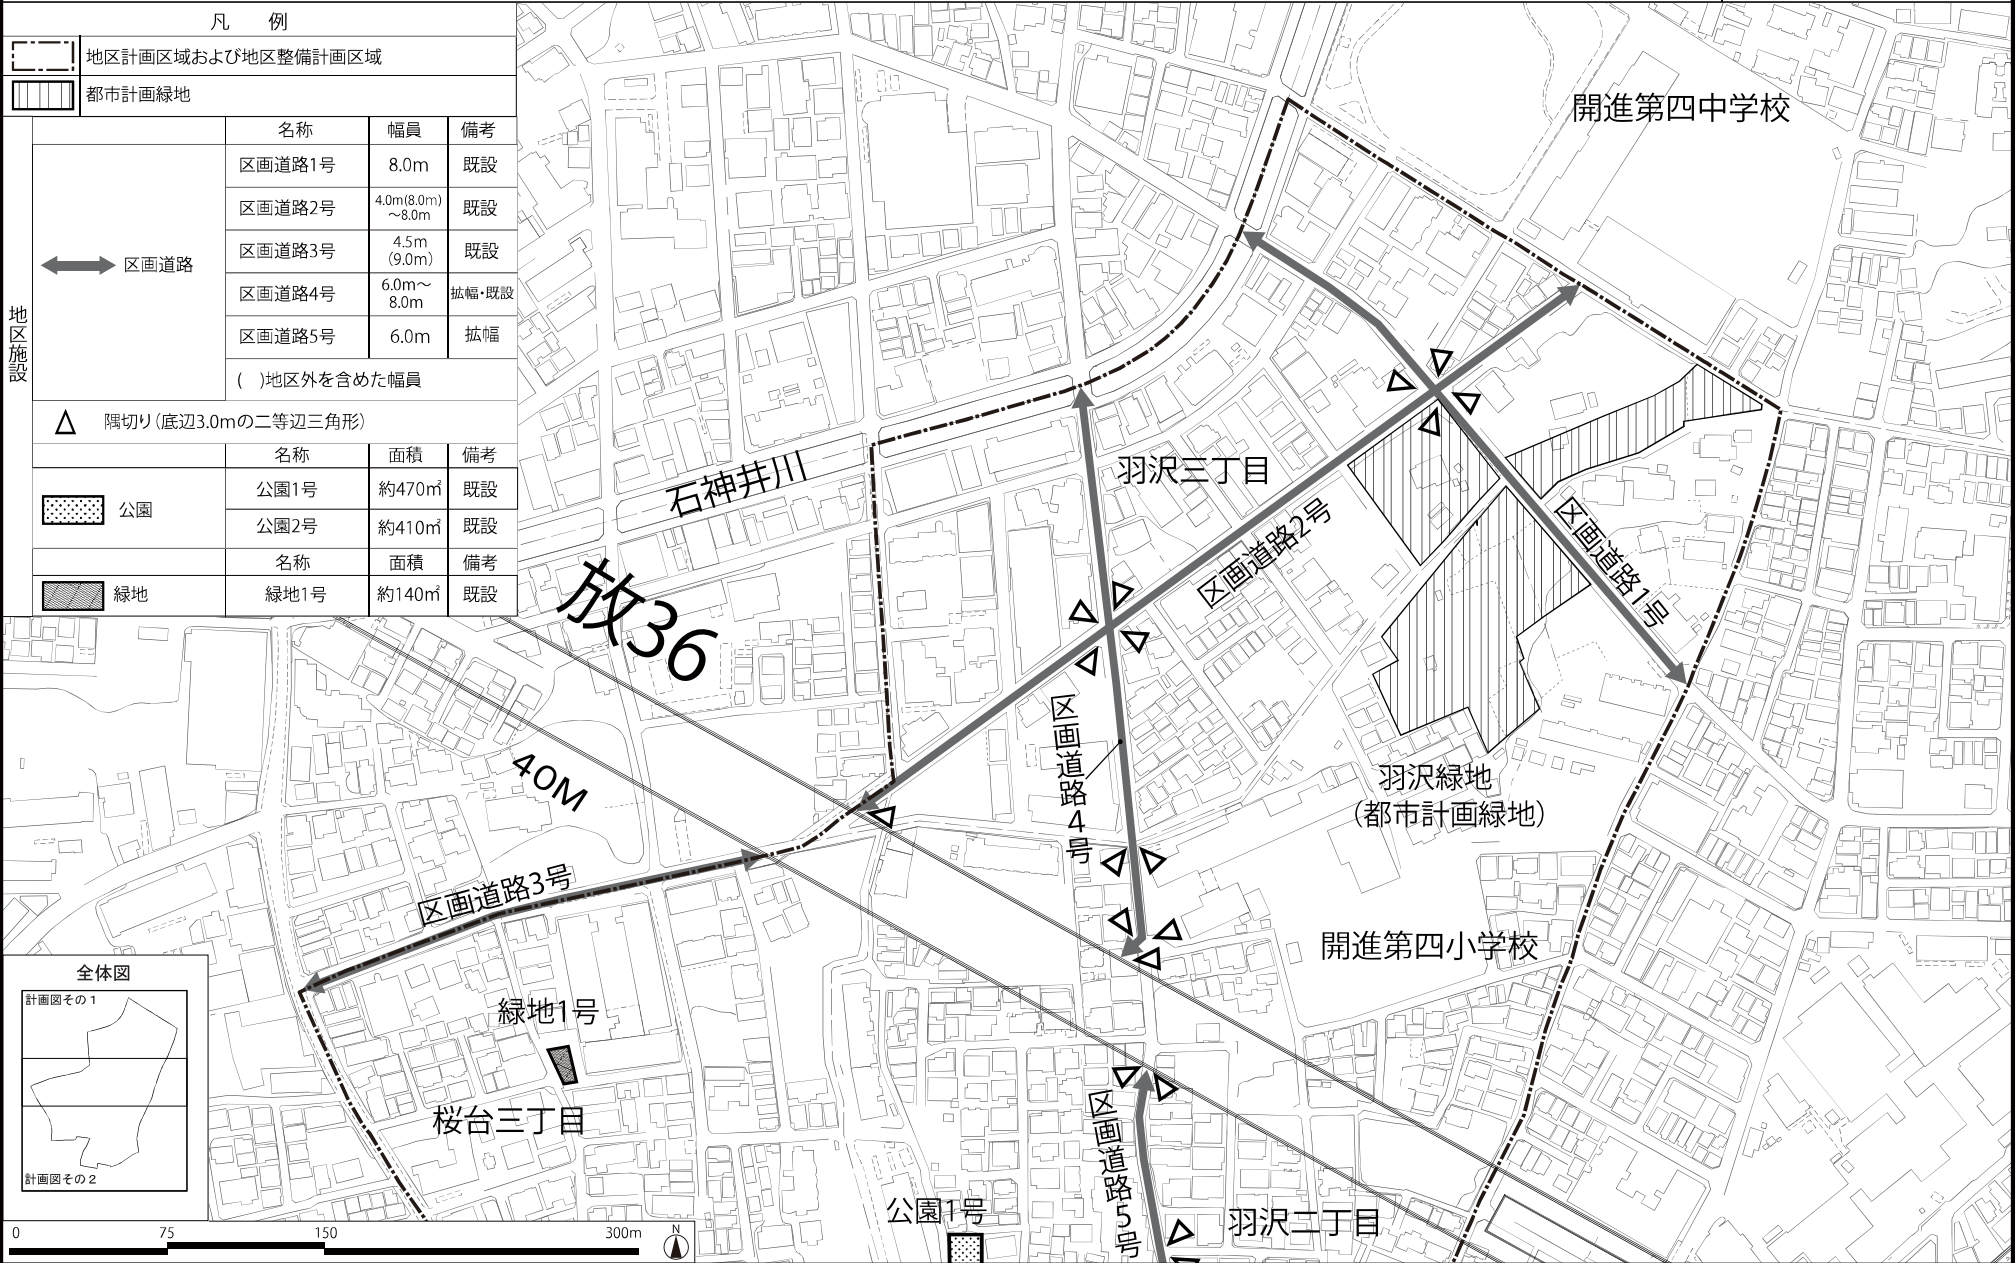 凡　例
地区計画区域および地区整備計画区域
都市計画緑地
地区施設
名称 幅員 備考
区画道路
区画道路1号 8.0m 既設
区画道路2号 4.0m(8.0m)～8.0m 既設
区画道路3号 4.5m（9.0m） 既設
区画道路4号 6.0m～8.0m 拡幅・既設
区画道路5号 6.0m 拡幅
(　)地区外を含めた幅員
隅切り（底辺3.0mの二等辺三角形）
名称 面積 備考
公園
公園1号 約470㎡ 既設
公園2号 約410㎡ 既設
名称 面積 備考
緑地 緑地1号 約140㎡ 既設
開進第四中学校
石神井川
羽沢三丁目
区画道路2号
区画道路1号
放36
40M
区画道路4号
羽沢緑地
（都市計画緑地）
区画道路3号
開進第四小学校
緑地1号
桜台三丁目
区画道路5号
公園1号
羽沢二丁目
全体図
計画図その１
計画図その２
0 75 150 300m
N